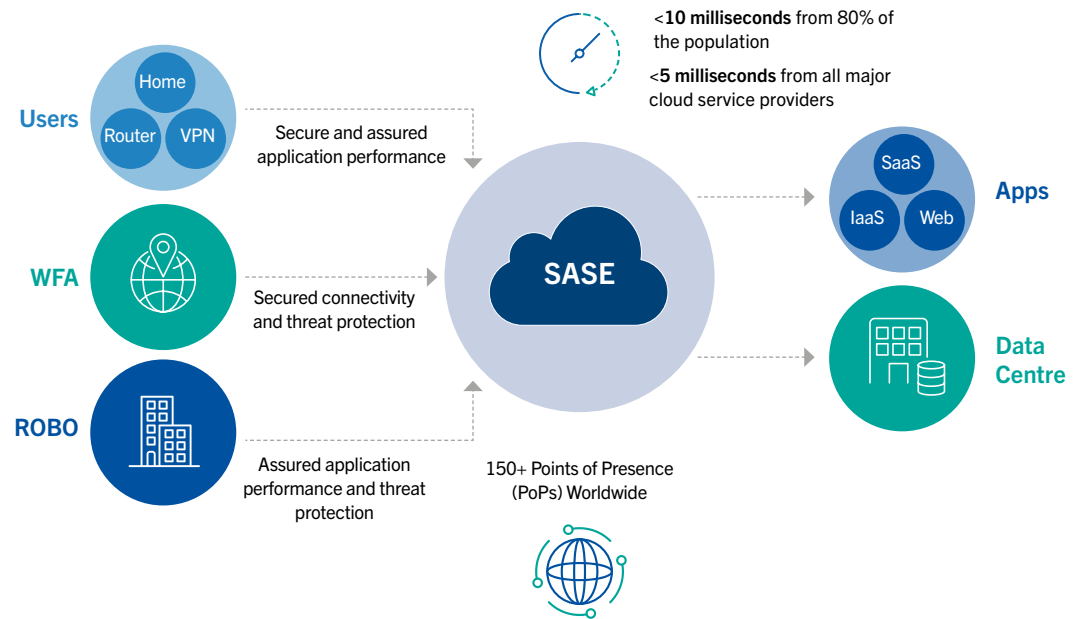 <10 milliseconds from 80% of
the population
<5 milliseconds from all major
cloud service providers
Users
Home
Router
VPN
Secure and assured
application performance
WFA
Secured connectivity
and threat protection
ROBO
Assured application
performance and threat
protection
SASE
150+ Points of Presence
(PoPs) Worldwide
SaaS
IaaS
Web
Apps
Data
Centre